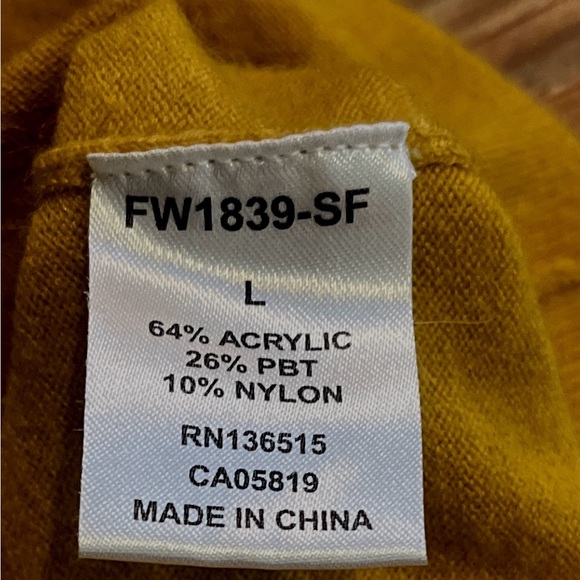 FW1839-SF
L
64% ACRYLIC
26% PBT
10% NYLON
RN136515
CA05819
MADE IN CHINA